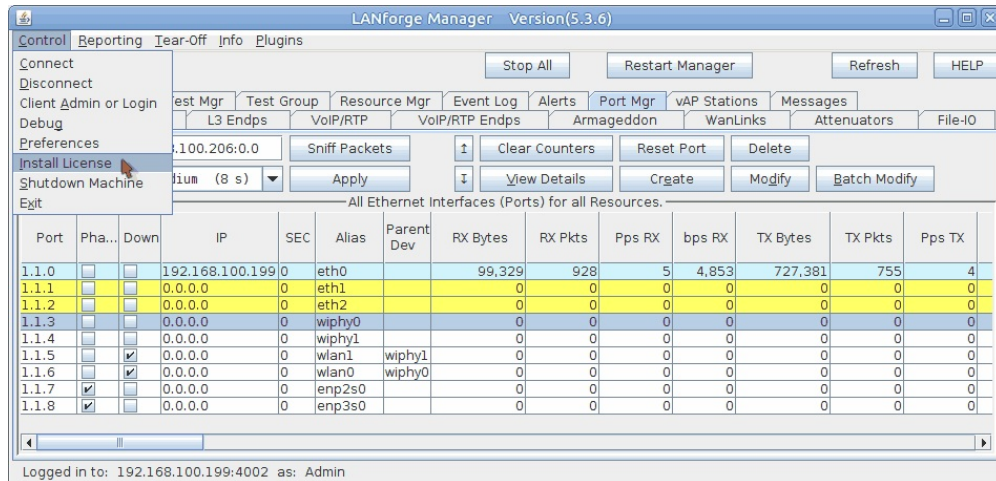 LANforge Manager Version(5.3.6)
Control Reporting Tear-Off Info Plugins
Connect
Disconnect
Client Admin or Login
Debug
Preferences
Install License
Shutdown Machine
Exit
Stop All Restart Manager Refresh HELP
Test Mgr Test Group Resource Mgr Event Log Alerts Port Mgr vAP Stations Messages
L3 Endps VoIP/RTP VoIP/RTP Endps Armageddon WanLinks Attenuators File-IO
.100.206:0.0 Sniff Packets Clear Counters Reset Port Delete
(8 s) Apply View Details Create Modify Batch Modify
All Ethernet Interfaces (Ports) for all Resources.
Port Pha... Down IP SEC Alias Parent Dev RX Bytes RX Pkts Pps RX bps RX TX Bytes TX Pkts Pps TX
1.1.0 192.168.100.199 0 eth0 99,329 928 5 4,853 727,381 755 4
1.1.1 0.0.0.0 0 eth1 0 0 0 0 0 0 0
1.1.2 0.0.0.0 0 eth2 0 0 0 0 0 0 0
1.1.3 0.0.0.0 0 wiphy0 0 0 0 0 0 0 0
1.1.4 0.0.0.0 0 wiphy1 0 0 0 0 0 0 0
1.1.5 0.0.0.0 0 wlan1 wiphy1 0 0 0 0 0 0 0
1.1.6 0.0.0.0 0 wlan0 wiphy0 0 0 0 0 0 0 0
1.1.7 0.0.0.0 0 enp2s0 0 0 0 0 0 0 0
1.1.8 0.0.0.0 0 enp3s0 0 0 0 0 0 0 0
Logged in to: 192.168.100.199:4002 as: Admin